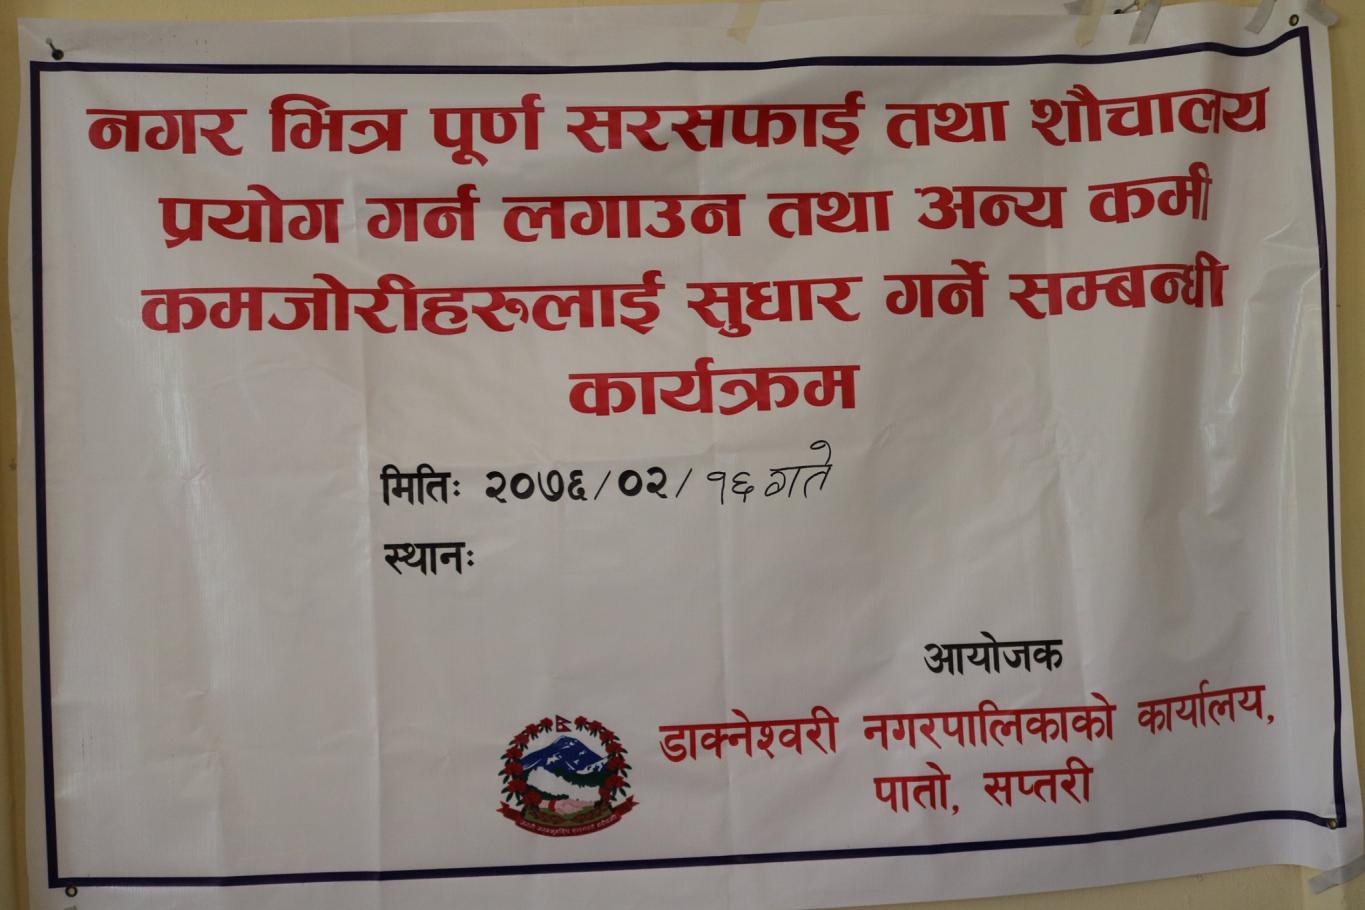 नगर भित्र पूर्ण सरसफाई तथा शौचालय
प्रयोग गर्न लगाउन तथा अन्य कमी
कमजोरीहरुलाई सुधार गर्ने सम्बन्धी
कार्यक्रम
मितिः २०७६/०२/१६ गते
स्थानः
आयोजक
डाक्नेश्वरी नगरपालिकाको कार्यालय,
पातो, सप्तरी